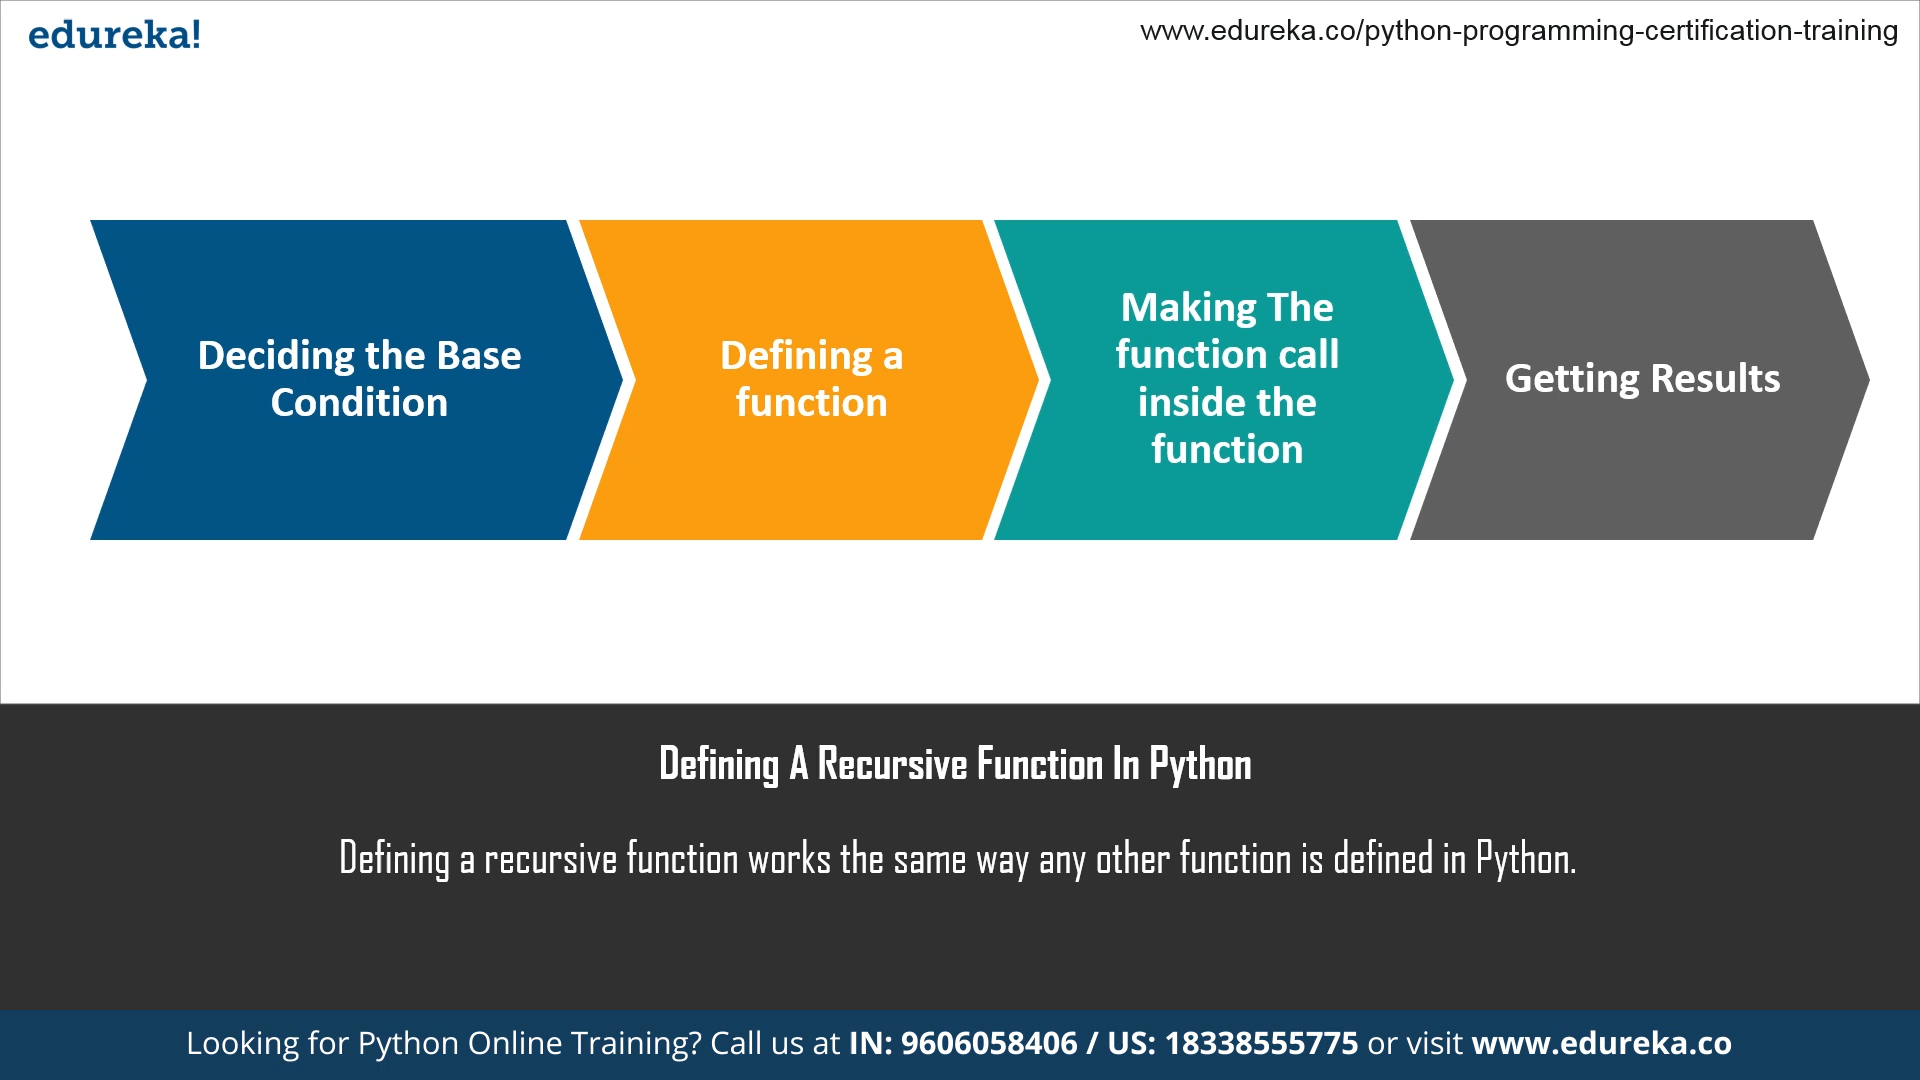 edureka!
www.edureka.co/python-programming-certification-training
Deciding the Base
Condition
Defining a
function
Making The
function call
inside the
function
Getting Results
Defining A Recursive Function In Python
Defining a recursive function works the same way any other function is defined in Python.
Looking for Python Online Training? Call us at IN: 9606058406 / US: 18338555775 or visit www.edureka.co